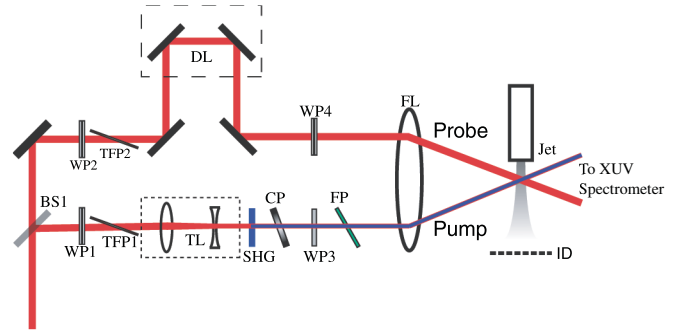 DL
WP4
FL
WP2
TFP2
Probe
Jet
To XUV
Spectrometer
BS1
CP
FP
WP1
TFP1
TL
SHG
WP3
Pump
ID